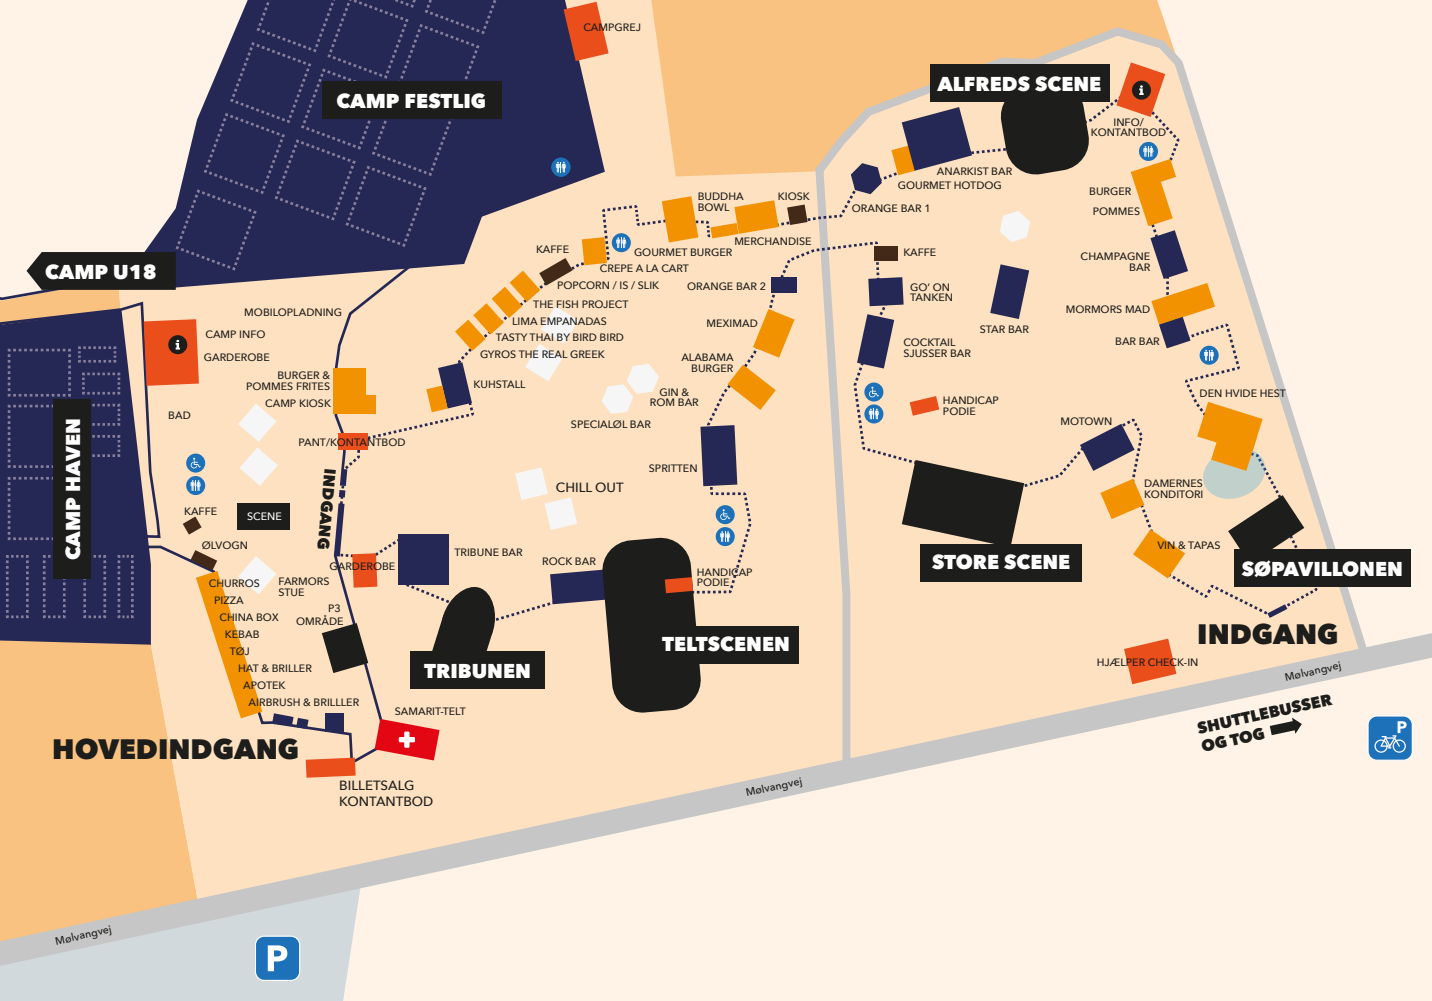 CAMPGREJ
CAMP FESTLIG
ALFREDS SCENE
i
INFO/
KONTANTBOD
ANARKIST BAR
GOURMET HOTDOG
ORANGE BAR 1
BURGER
POMMES
BUDDHA
BOWL
KIOSK
MERCHANDISE
GOURMET BURGER
KAFFE
CREPE A LA CART
POPCORN / IS / SLIK
THE FISH PROJECT
LIMA EMPANADAS
TASTY THAI BY BIRD BIRD
GYROS THE REAL GREEK
KUHSTALL
CAMP U18
MOBILOPLADNING
i
CAMP INFO
GARDEROBE
BURGER &
POMMES FRITES
CAMP KIOSK
BAD
PANT/KONTANTBOD
INDGANG
CAMP HAVEN
KAFFE
SCENE
ØLVOGN
CHURROS
PIZZA
CHINA BOX
KEBAB
TØJ
HAT & BRILLER
APOTEK
AIRBRUSH & BRILLLER
FARMORS
STUE
P3
OMRÅDE
GARDEROBE
TRIBUNE BAR
TRIBUNEN
SAMARIT-TELT
HOVEDINDGANG
BILLETSALG
KONTANTBOD
ORANGE BAR 2
MEXIMAD
ALABAMA
BURGER
GIN &
ROM BAR
SPECIALØL BAR
SPRITTEN
CHILL OUT
ROCK BAR
HANDICAP
PODIE
TELTSCENEN
KAFFE
GO' ON
TANKEN
COCKTAIL
SJUSSER BAR
STAR BAR
HANDICAP
PODIE
CHAMPAGNE
BAR
MORMORS MAD
BAR BAR
DEN HVIDE HEST
MOTOWN
DAMERNES
KONDITORI
VIN & TAPAS
STORE SCENE
SØPAVILLONEN
INDGANG
HJÆLPER CHECK-IN
Mølvangvej
SHUTTLEBUSSER
OG TOG
P
Mølvangvej
Mølvangvej
P